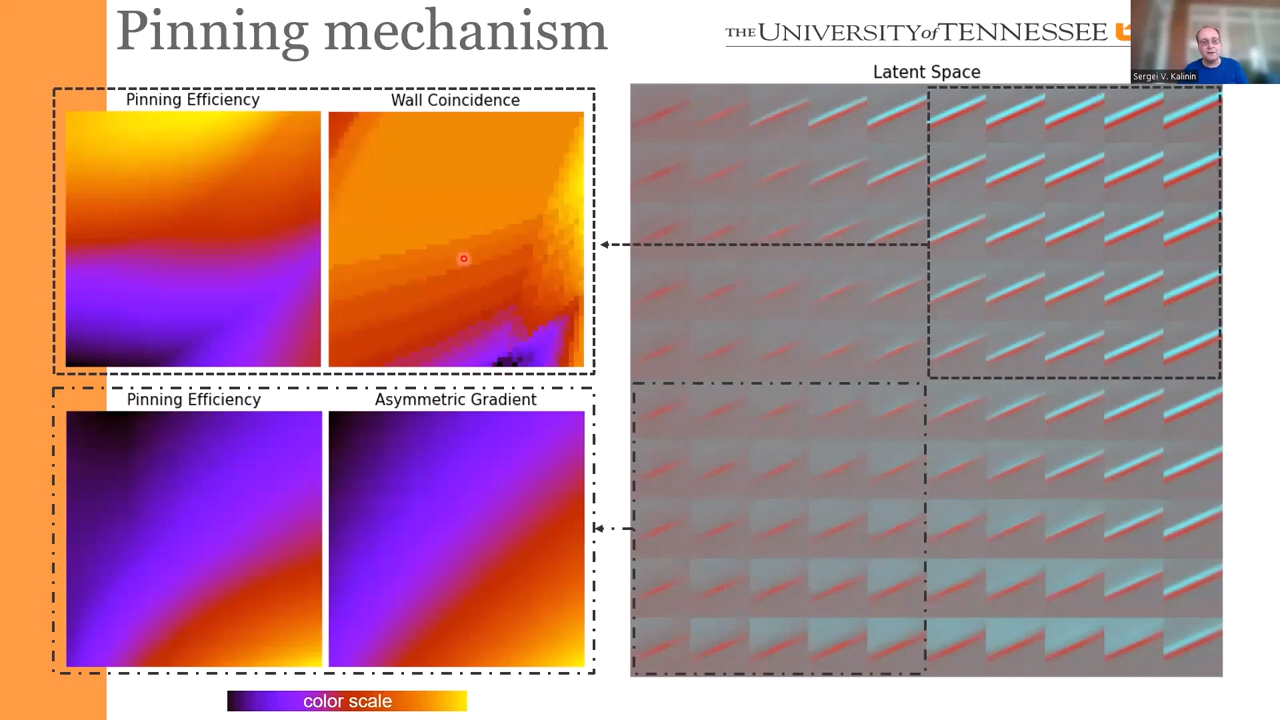 Pinning mechanism
THE UNIVERSITY of TENNESSEE
Sergei V. Kalinin
Latent Space
Pinning Efficiency
Wall Coincidence
Pinning Efficiency
Asymmetric Gradient
color scale